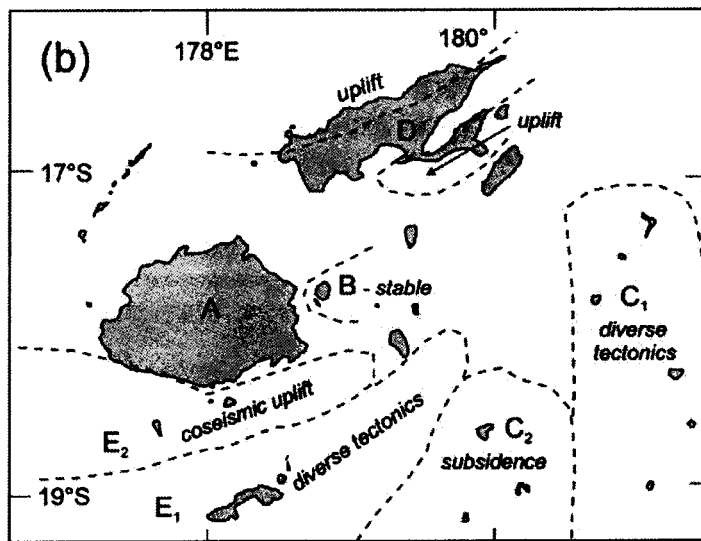 (b)
178°E
180°
uplift
D
uplift
17°S
A
B - stable
C1
diverse
tectonics
coseismic uplift
E2
diverse tectonics
C2
subsidence
19°S
E1